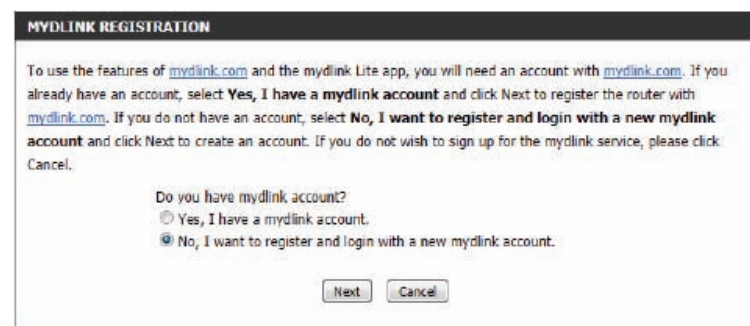 MYDLINK REGISTRATION
To use the features of mydlink.com and the mydlink Lite app, you will need an account with mydlink.com. If you
already have an account, select Yes, I have a mydlink account and click Next to register the router with
mydlink.com. If you do not have an account, select No, I want to register and login with a new mydlink
account and click Next to create an account. If you do not wish to sign up for the mydlink service, please click
Cancel.
Do you have mydlink account?
Yes, I have a mydlink account.
No, I want to register and login with a new mydlink account.
Next Cancel